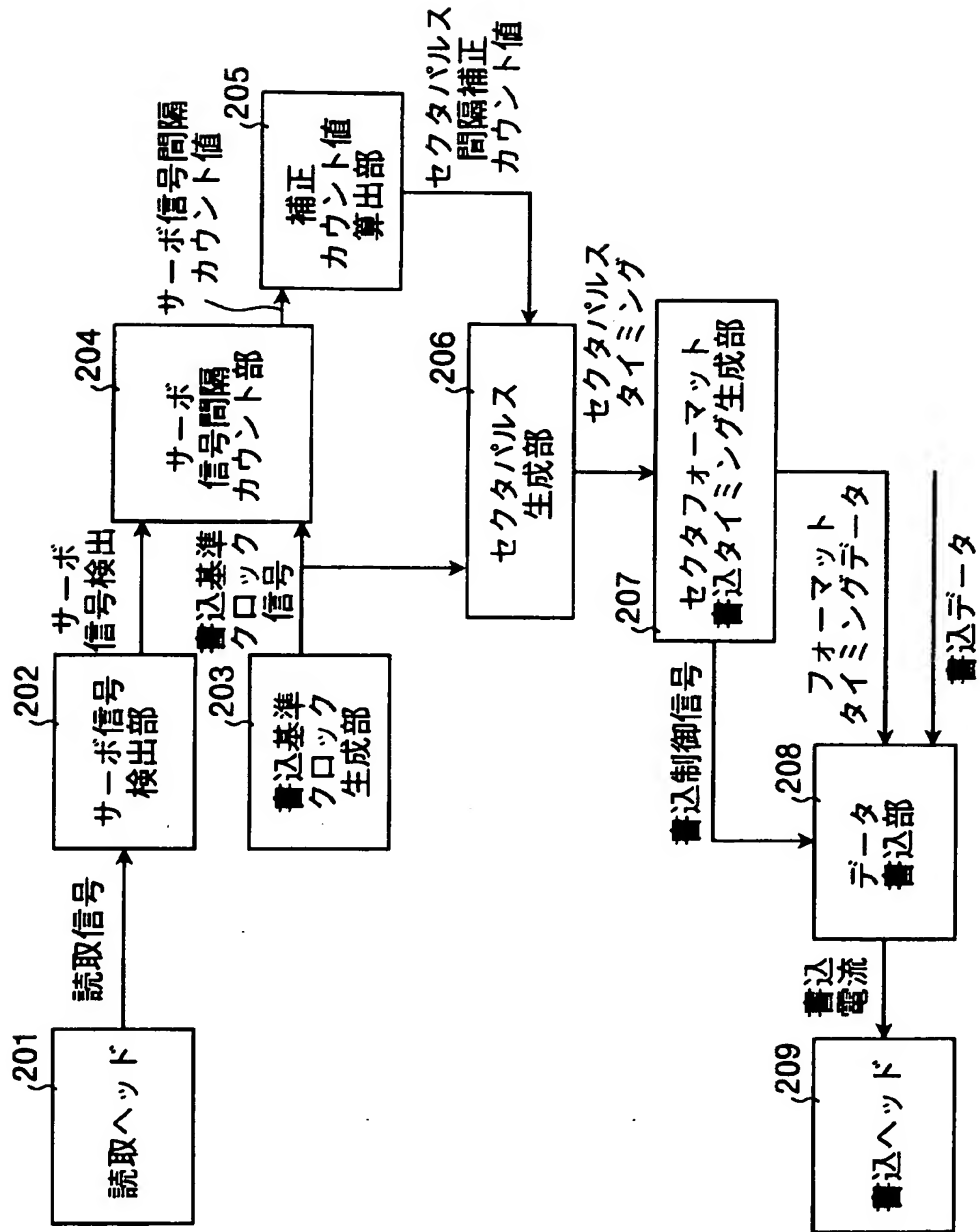 201
読取ヘッド
読取信号
202
サーボ信号
検出部
サーボ
信号検出
203
書込基準
クロック
生成部
書込基準
クロック
信号
204
サーボ
信号間隔
カウント部
サーボ信号間隔
カウント値
205
補正
カウント値
算出部
セクタパルス
間隔補正
カウント値
206
セクタパルス
生成部
セクタパルス
タイミング
207
セクタフォーマット
書込タイミング生成部
書込制御信号
フォーマット
タイミングデータ
書込データ
208
データ
書込部
書込
電流
209
書込ヘッド